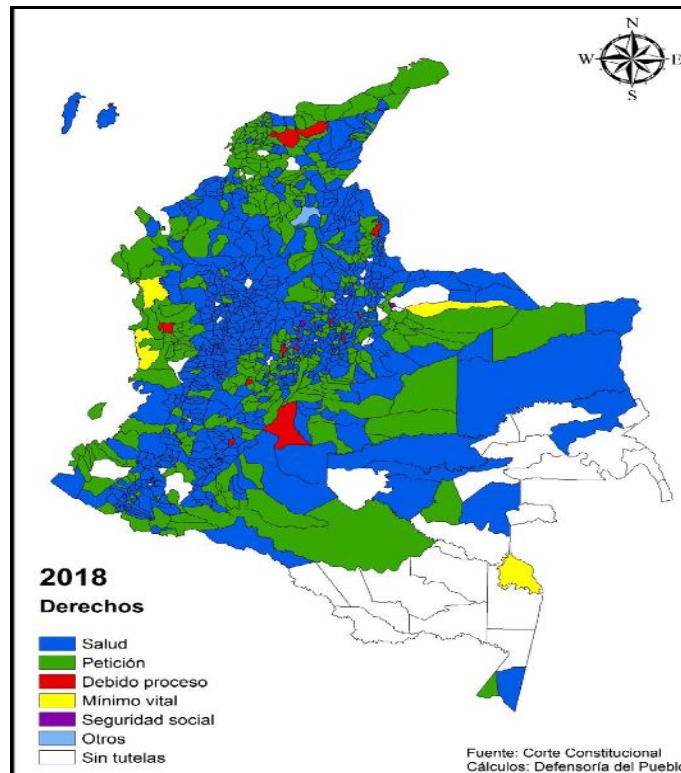 N
W E
S
2018
Derechos
Salud
Petición
Debido proceso
Mínimo vital
Seguridad social
Otros
Sin tutelas
Fuente: Corte Constitucional
Cálculos: Defensoría del Pueblo